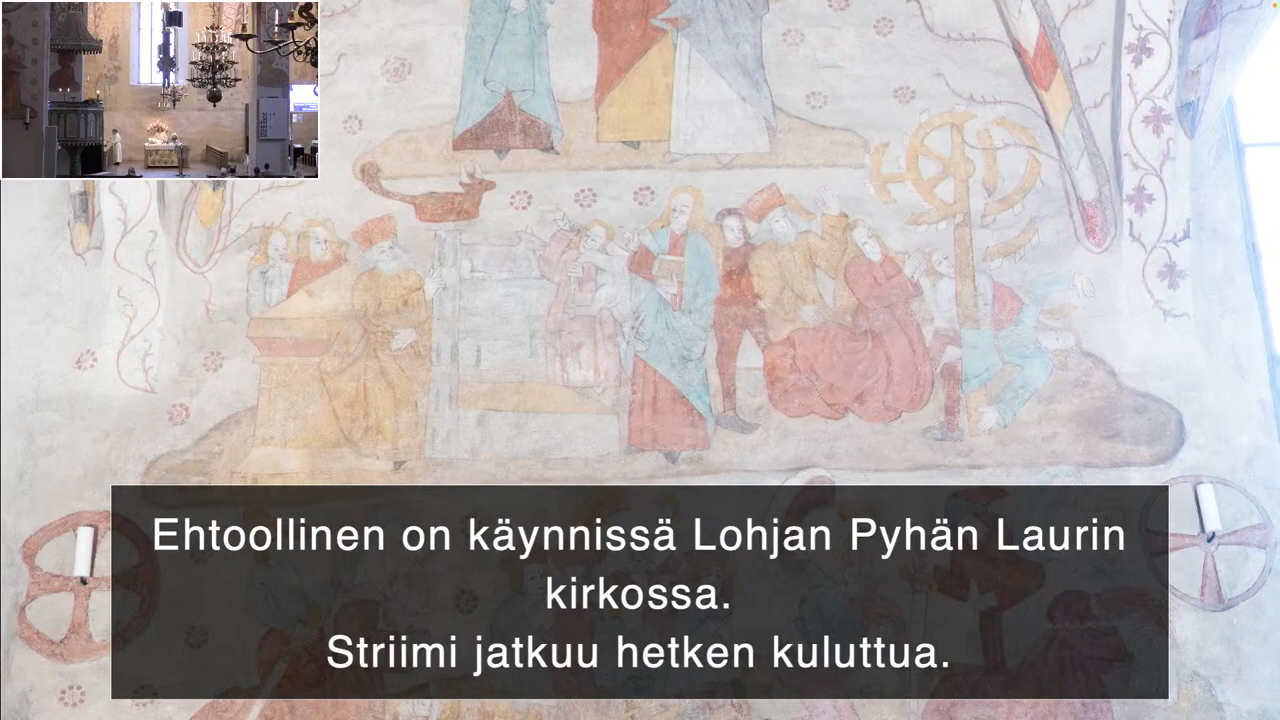 Ehtoollinen on käynnissä Lohjan Pyhän Laurin
kirkossa.
Striimi jatkuu hetken kuluttua.